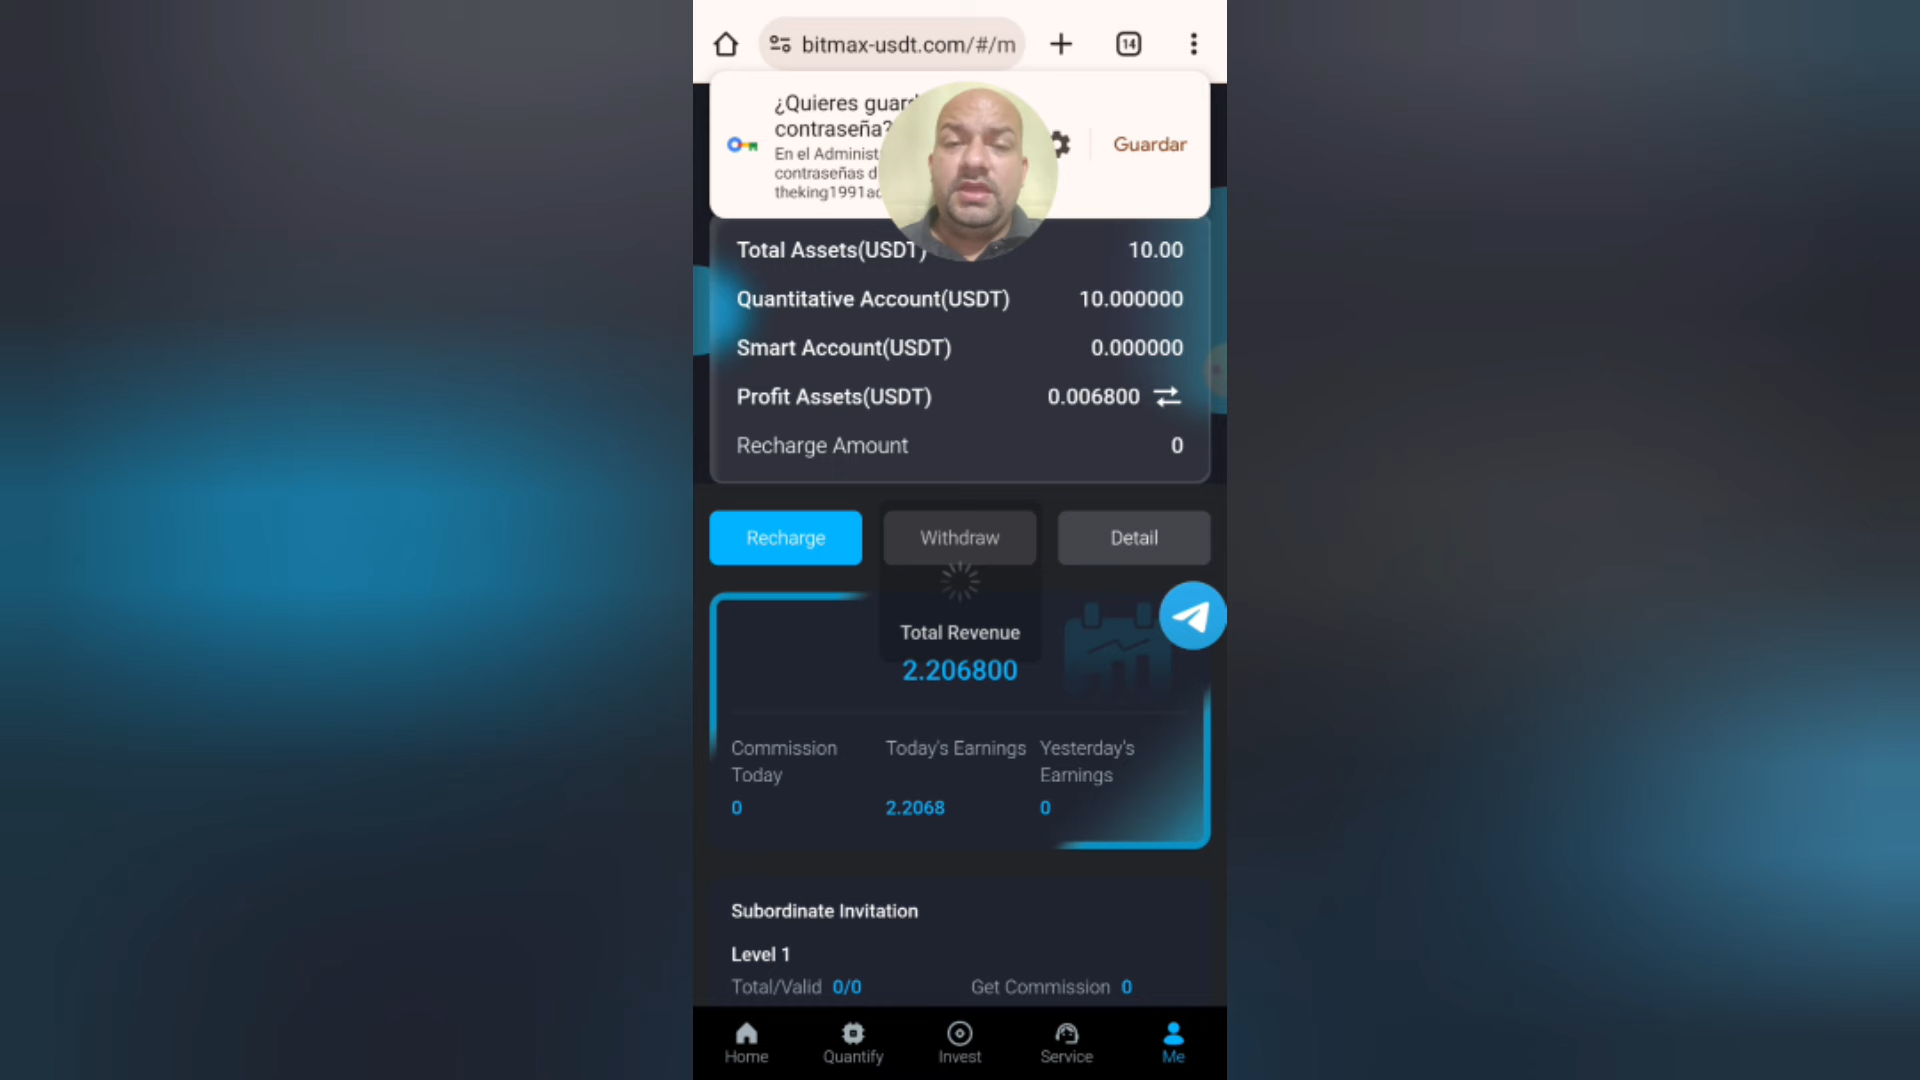 bitmax-usdt.com/#/m
14
¿Quieres
contraseña?
En el
contraseñas
Guardar
Total Assets(USDT) 10.00
Quantitative Account(USDT) 10.000000
Smart Account(USDT) 0.000000
Profit Assets(USDT) 0.006800
Recharge Amount 0
Recharge Withdraw Detail
Total Revenue
2.206800
Commission Today's Earnings Yesterday's
Today Earnings
0 2.2068 0
Subordinate Invitation
Level 1
Total/Valid 0/0 Get Commission 0
Home Quantify Invest Service Me